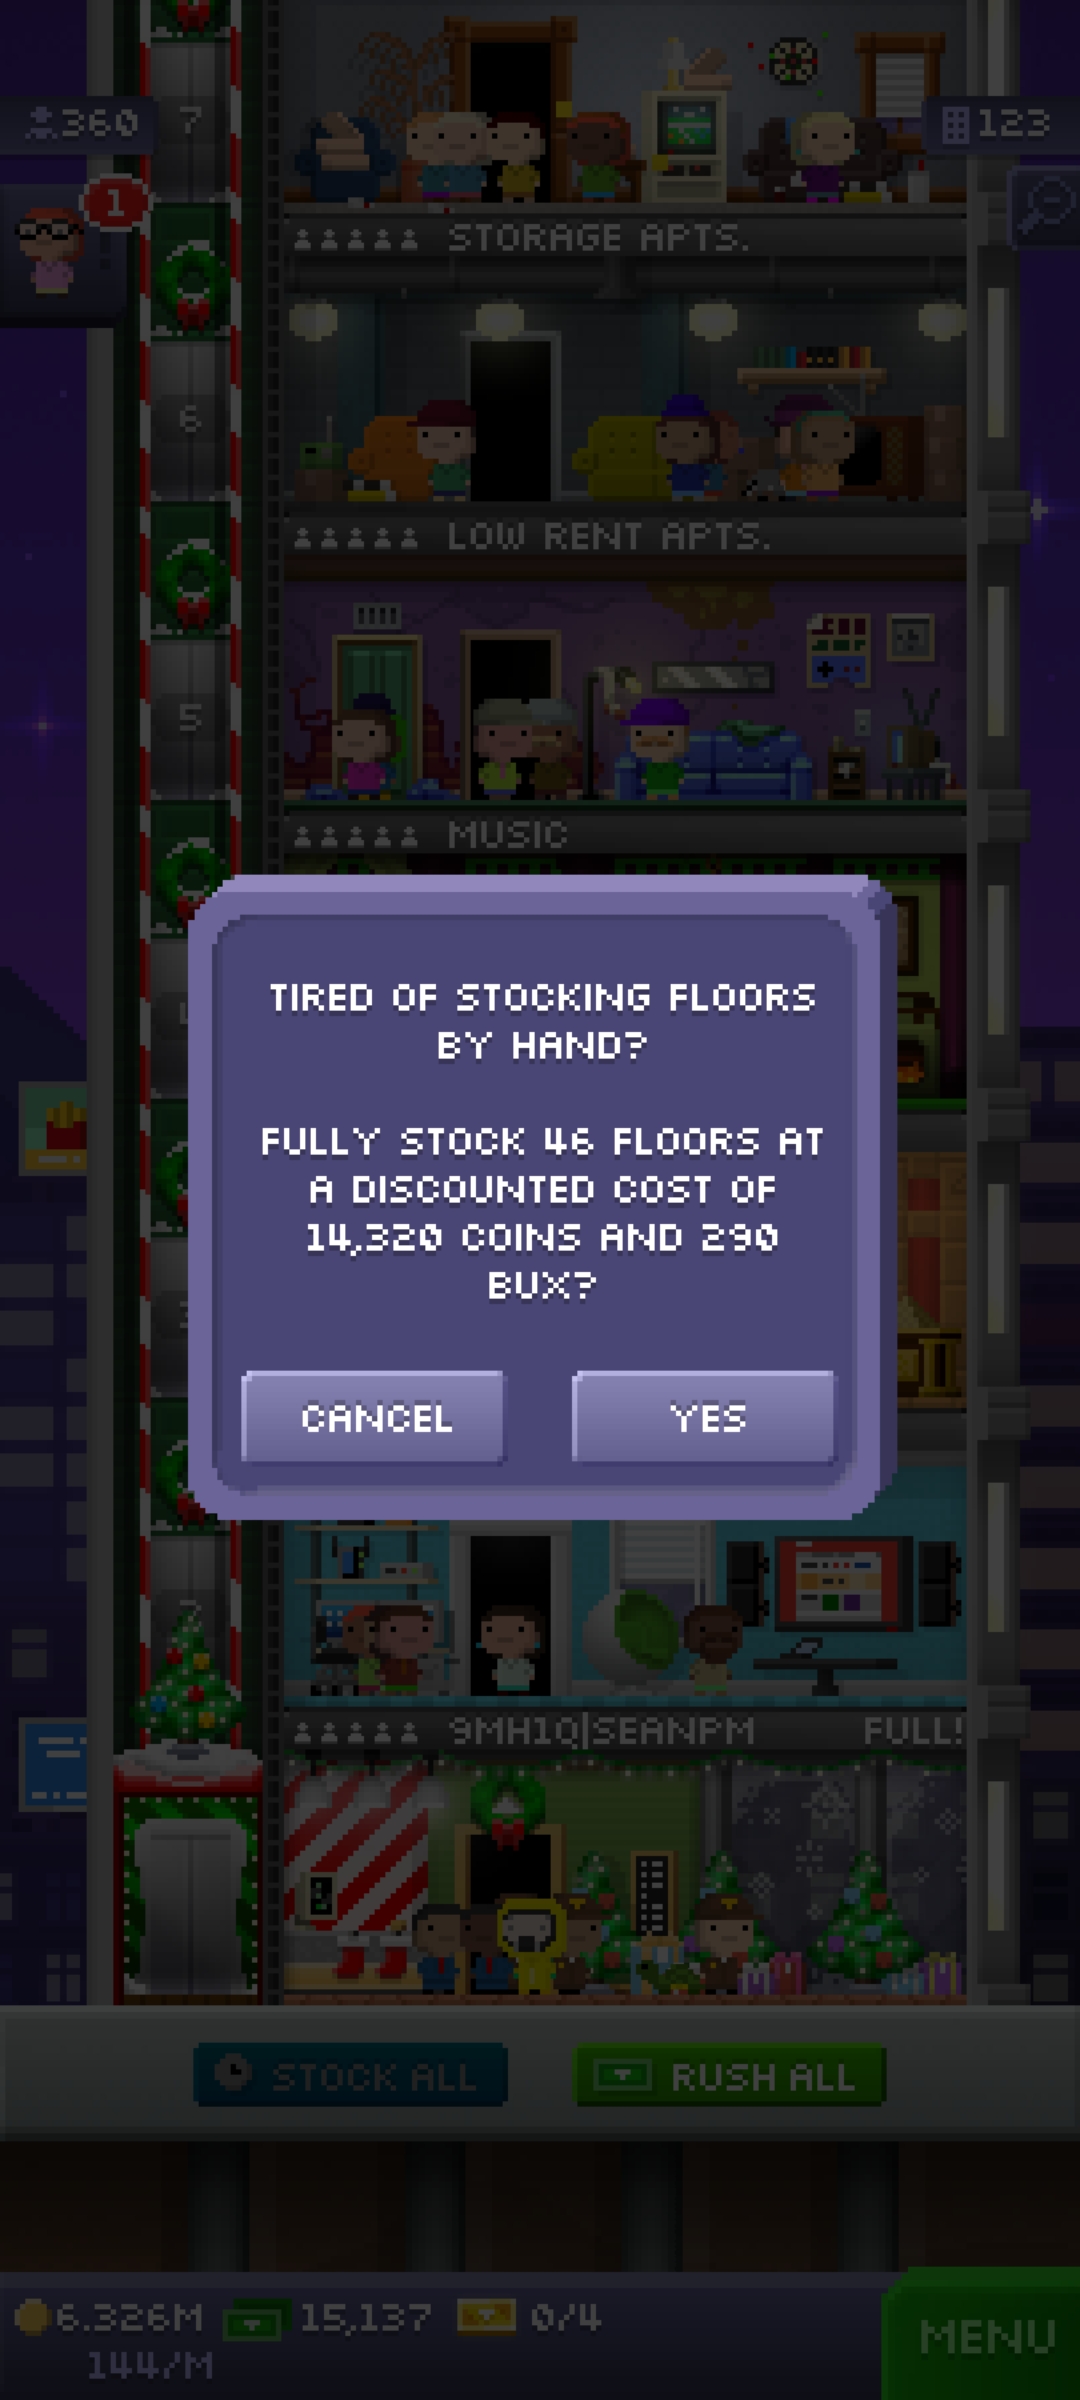 7
360
123
1
STORAGE APTS.
6
LOW RENT APTS.
5
MUSIC
TIRED OF STOCKING FLOORS
BY HAND?
FULLY STOCK 46 FLOORS AT
A DISCOUNTED COST OF
14,320 COINS AND 290
BUX?
CANCEL
YES
9MH1Q|SEANPM FULL!
STOCK ALL
RUSH ALL
6.326M 15,137 0/4
144/M
MENU